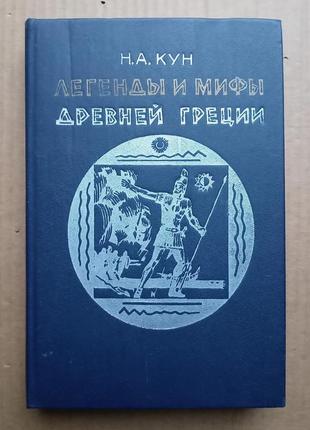 Н.А. КУН
ЛЕГЕНДЫ И МИФЫ
ДРЕВНЕЙ ГРЕЦИИ